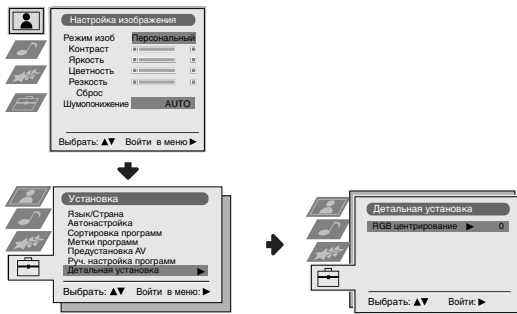 Настройка изображения
Режим изоб Персональный
Контраст
Яркость
Цветность
Резкость
Сброс
Шумопонижение AUTO
Выбрать: ▲▼ Войти в меню ▶
Установка
Язык/Страна
Автонастройка
Сортировка программ
Метки программ
Предустановка AV
Руч. настройка программ
Детальная установка ▶
Выбрать: ▲▼ Войти в меню: ▶
Детальная установка
RGB центрирование ▶ 0
Выбрать: ▲▼ Войти: ▶